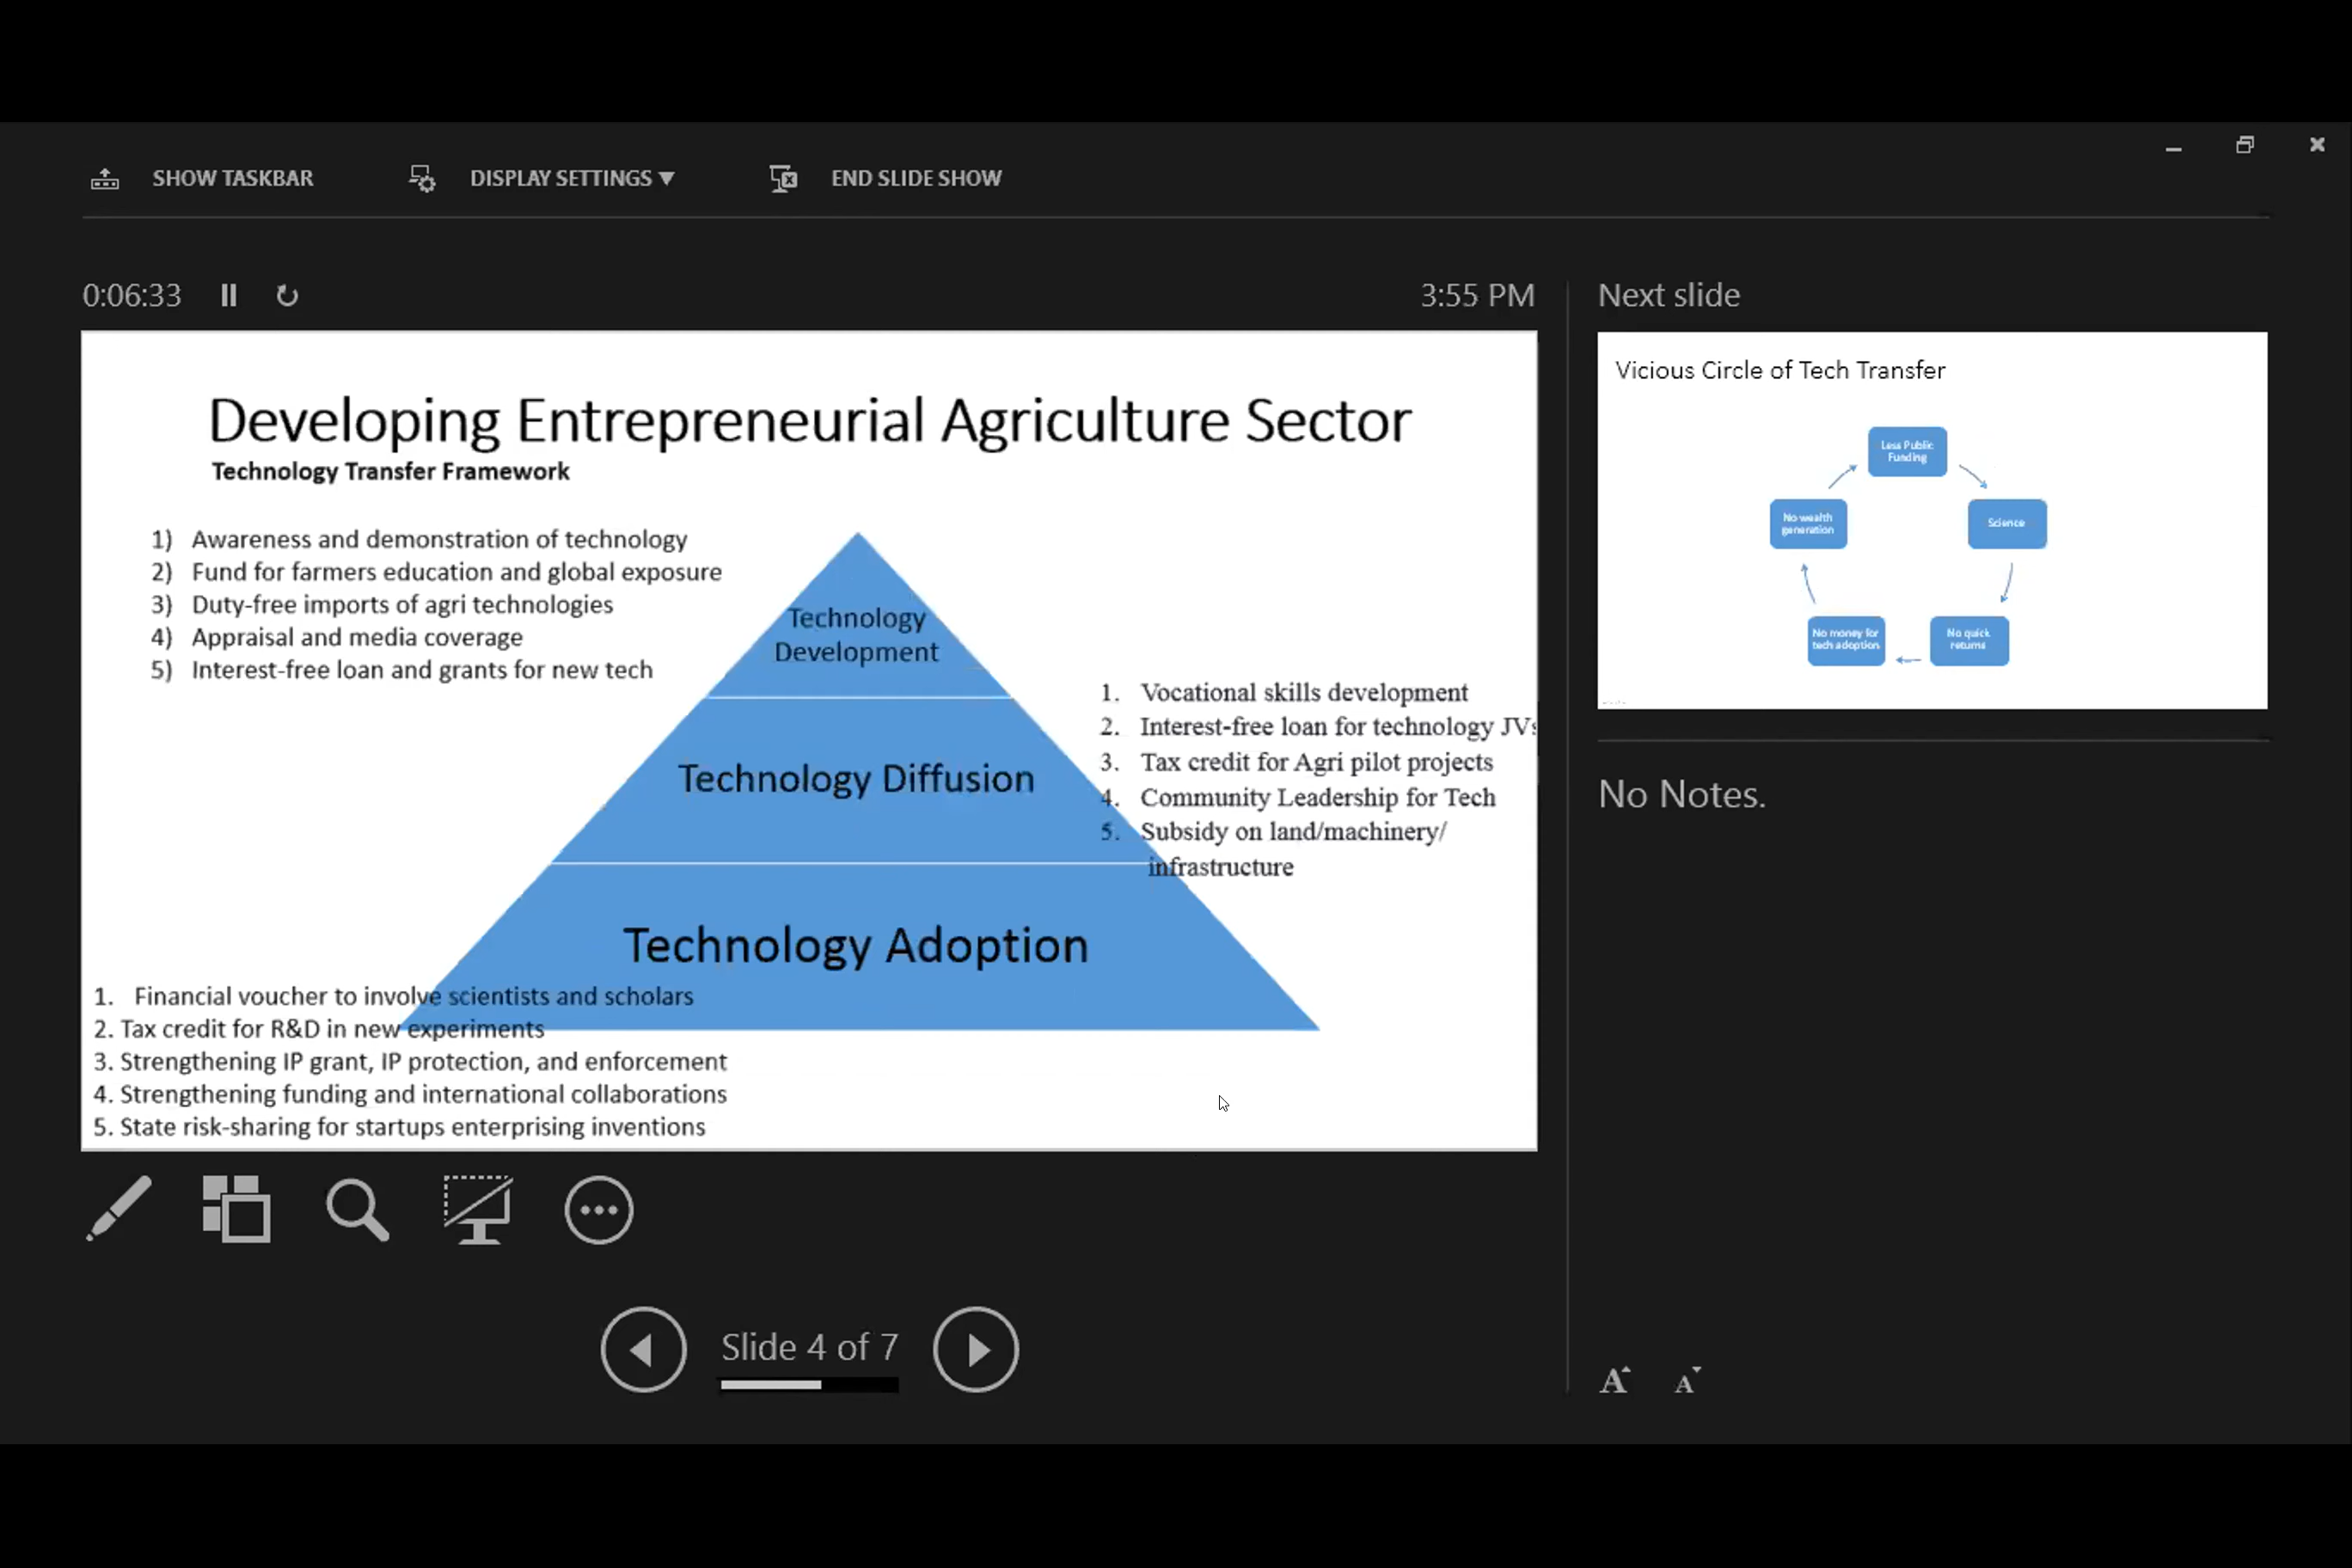 SHOW TASKBAR
DISPLAY SETTINGS ▼
END SLIDE SHOW
0:06:33
3:55 PM
Developing Entrepreneurial Agriculture Sector
Technology Transfer Framework
1) Awareness and demonstration of technology
2) Fund for farmers education and global exposure
3) Duty-free imports of agri technologies
4) Appraisal and media coverage
5) Interest-free loan and grants for new tech
Technology
Development
Technology Diffusion
Technology Adoption
1. Vocational skills development
2. Interest-free loan for technology JVs
3. Tax credit for Agri pilot projects
4. Community Leadership for Tech
5. Subsidy on land/machinery/
infrastructure
1. Financial voucher to involve scientists and scholars
2. Tax credit for R&D in new experiments
3. Strengthening IP grant, IP protection, and enforcement
4. Strengthening funding and international collaborations
5. State risk-sharing for startups enterprising inventions
Slide 4 of 7
Next slide
Vicious Circle of Tech Transfer
Less Public
Funding
Science
No quick
returns
No money for
tech adoption
No wealth
generation
No Notes.
A A